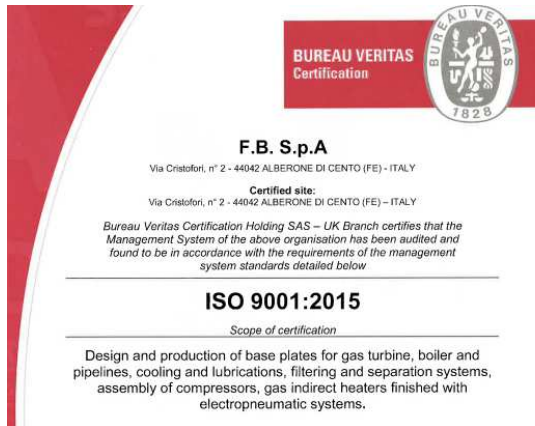 BUREAU VERITAS
Certification
BUREAU VERITAS
1828
F.B. S.p.A
Via Cristofori, n° 2 - 44042 ALBERONE DI CENTO (FE) - ITALY
Certified site:
Via Cristofori, n° 2 - 44042 ALBERONE DI CENTO (FE) – ITALY
Bureau Veritas Certification Holding SAS – UK Branch certifies that the
Management System of the above organisation has been audited and
found to be in accordance with the requirements of the management
system standards detailed below
ISO 9001:2015
Scope of certification
Design and production of base plates for gas turbine, boiler and
pipelines, cooling and lubrications, filtering and separation systems,
assembly of compressors, gas indirect heaters finished with
electropneumatic systems.